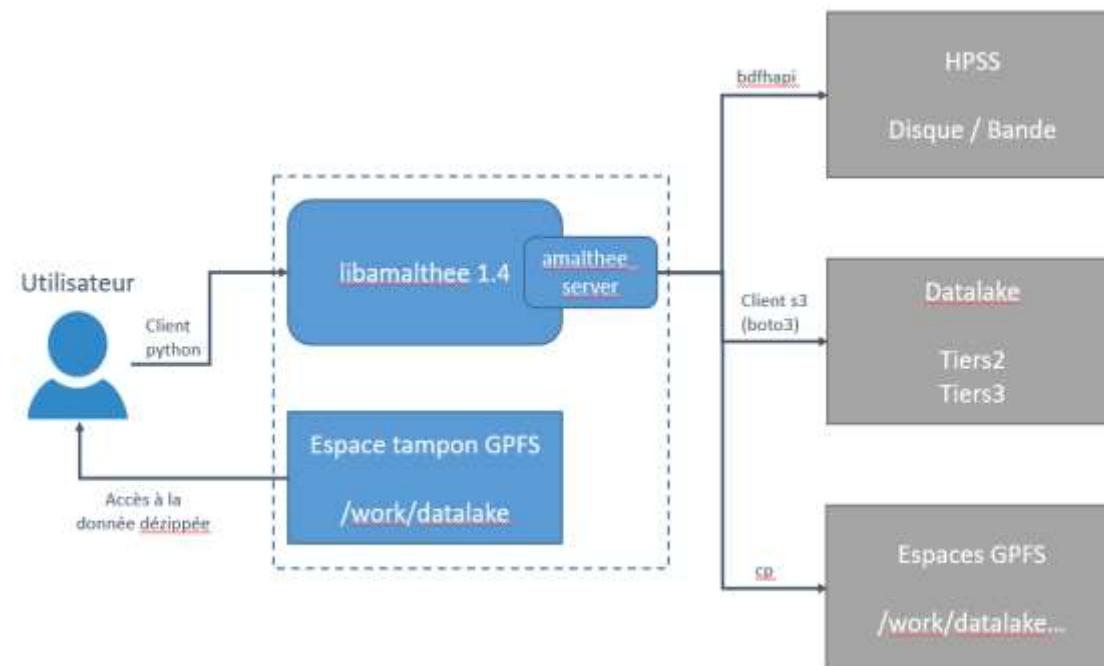 Utilisateur
Client
python
libamalthee 1.4
amalthee_
server
Espace tampon GPFS
/work/datalake
Accès à la
donnée dézippée
bdfhapi
HPSS
Disque / Bande
Client s3
(boto3)
Datalake
Tiers2
Tiers3
cp
Espaces GPFS
/work/datalake...